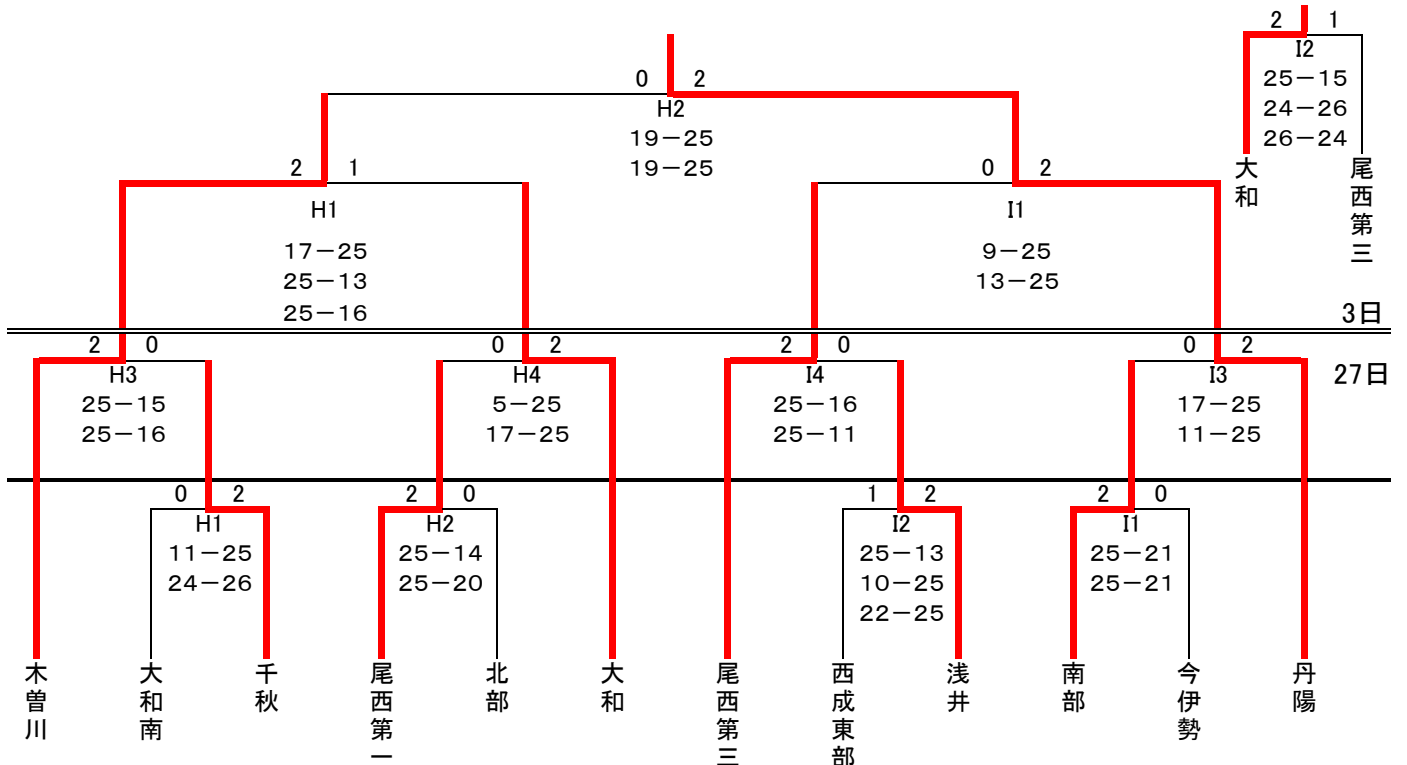 2 1
I2
25－15
24－26
26－24
大和
尾西第三
0 2
H2
19－25
19－25
2 1
H1
17－25
25－13
25－16
0 2
I1
9－25
13－25
3日
27日
2 0
H3
25－15
25－16
0 2
H4
5－25
17－25
2 0
I4
25－16
25－11
0 2
I3
17－25
11－25
0 2
H1
11－25
24－26
2 0
H2
25－14
25－20
1 2
I2
25－13
10－25
22－25
2 0
I1
25－21
25－21
木曽川
大和南
千秋
尾西第一
北部
大和
尾西第三
西成東部
浅井
南部
今伊勢
丹陽